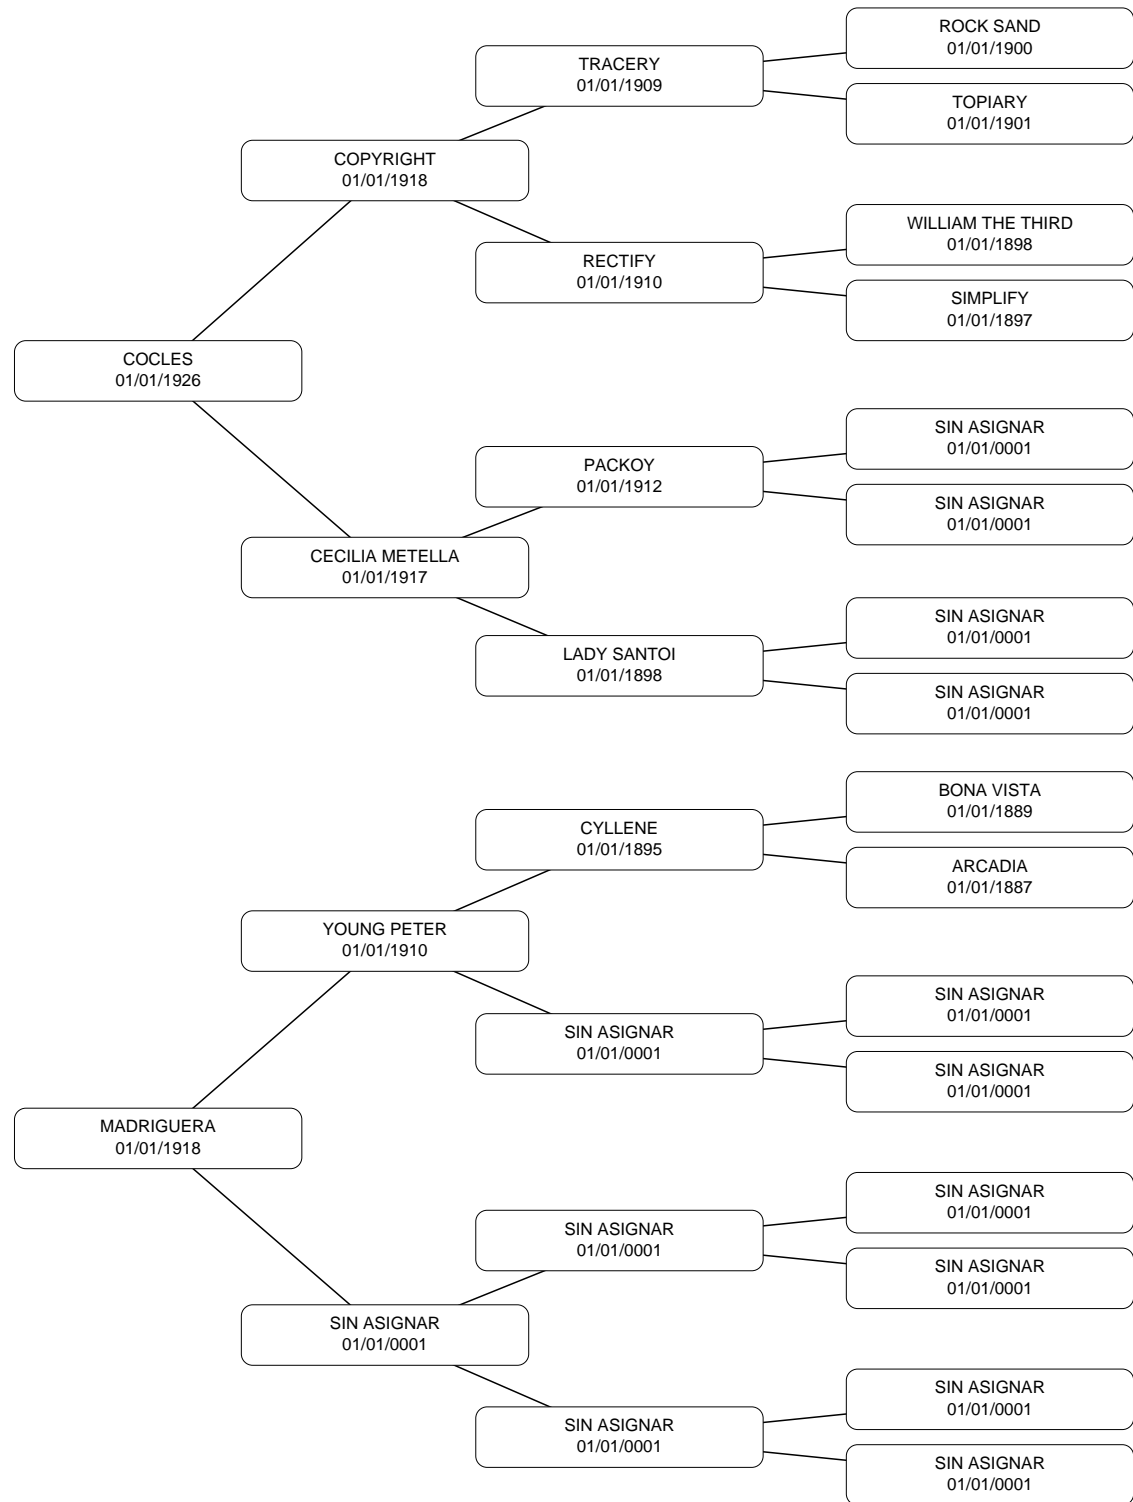 ROCK SAND
01/01/1900
TRACERY
01/01/1909
TOPIARY
01/01/1901
COPYRIGHT
01/01/1918
WILLIAM THE THIRD
01/01/1898
RECTIFY
01/01/1910
SIMPLIFY
01/01/1897
COCLES
01/01/1926
SIN ASIGNAR
01/01/0001
PACKOY
01/01/1912
SIN ASIGNAR
01/01/0001
CECILIA METELLA
01/01/1917
SIN ASIGNAR
01/01/0001
LADY SANTOI
01/01/1898
SIN ASIGNAR
01/01/0001
BONA VISTA
01/01/1889
CYLLENE
01/01/1895
ARCADIA
01/01/1887
YOUNG PETER
01/01/1910
SIN ASIGNAR
01/01/0001
SIN ASIGNAR
01/01/0001
SIN ASIGNAR
01/01/0001
MADRIGUERA
01/01/1918
SIN ASIGNAR
01/01/0001
SIN ASIGNAR
01/01/0001
SIN ASIGNAR
01/01/0001
SIN ASIGNAR
01/01/0001
SIN ASIGNAR
01/01/0001
SIN ASIGNAR
01/01/0001
SIN ASIGNAR
01/01/0001